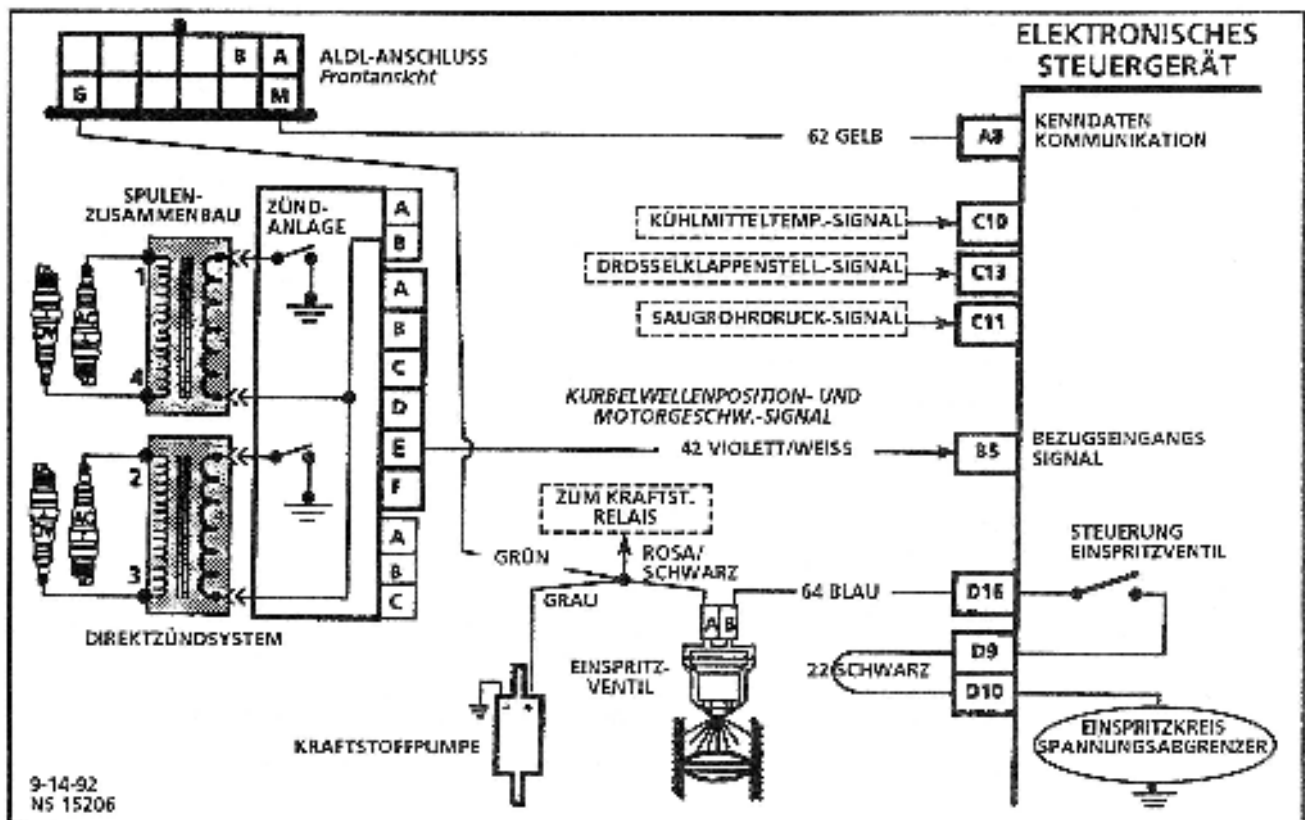 ELEKTRONISCHES
STEUERGERÄT
ALDL-ANSCHLUSS
Frontansicht
B A
G M
62 GELB
A8
KENNDATEN
KOMMUNIKATION
SPULEN-
ZUSAMMENBAU
ZÜND-
ANLAGE
A
B
A
B
C
D
E
F
A
B
C
1
4
2
3
KÜHLMITTELTEMP.-SIGNAL
C10
DROSSELKLAPPENSTELL.-SIGNAL
C13
SAUGROHRDRUCK-SIGNAL
C11
KURBELWELLENPOSITION- UND
MOTORGESCHW.-SIGNAL
42 VIOLETT/WEISS
B5
BEZUGSEINGANGS
SIGNAL
ZUM KRAFTST.
RELAIS
STEUERUNG
EINSPRITZVENTIL
GRÜN
ROSA/
SCHWARZ
GRAU
64 BLAU
D16
A B
DIREKTZÜNDSYSTEM
EINSPRITZ-
VENTIL
D9
22 SCHWARZ
D10
KRAFTSTOFFPUMPE
- +
EINSPRITZKREIS
SPANNUNGSABGRENZER
9-14-92
NS 15206